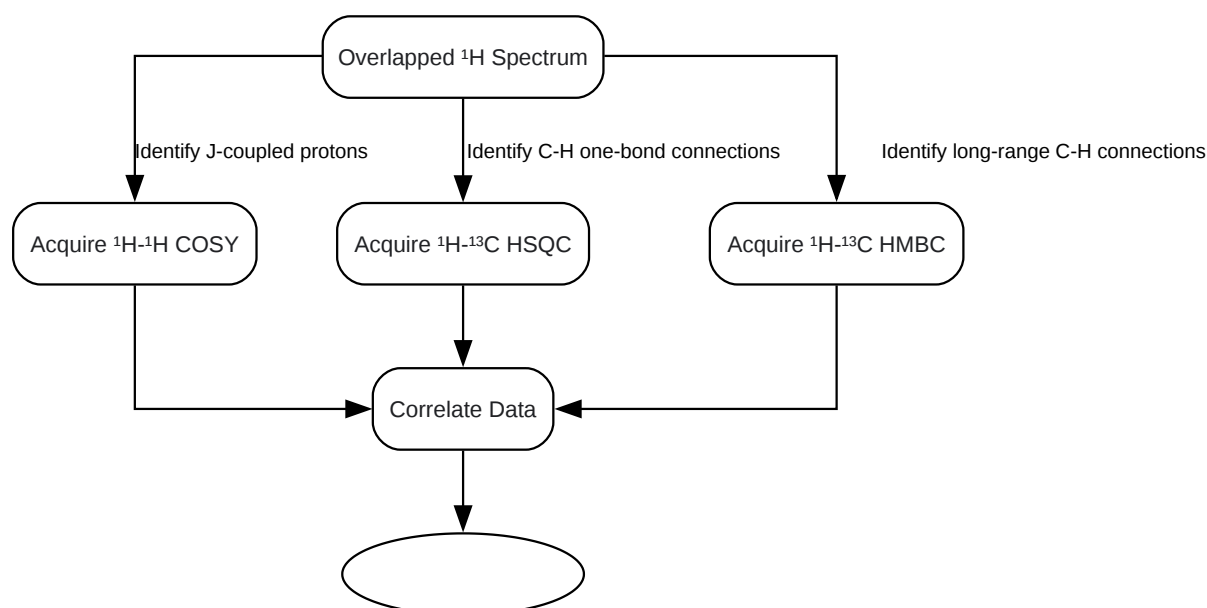 Overlapped ¹H Spectrum
Identify J-coupled protons
Identify C-H one-bond connections
Identify long-range C-H connections
Acquire ¹H-¹H COSY
Acquire ¹H-¹³C HSQC
Acquire ¹H-¹³C HMBC
Correlate Data